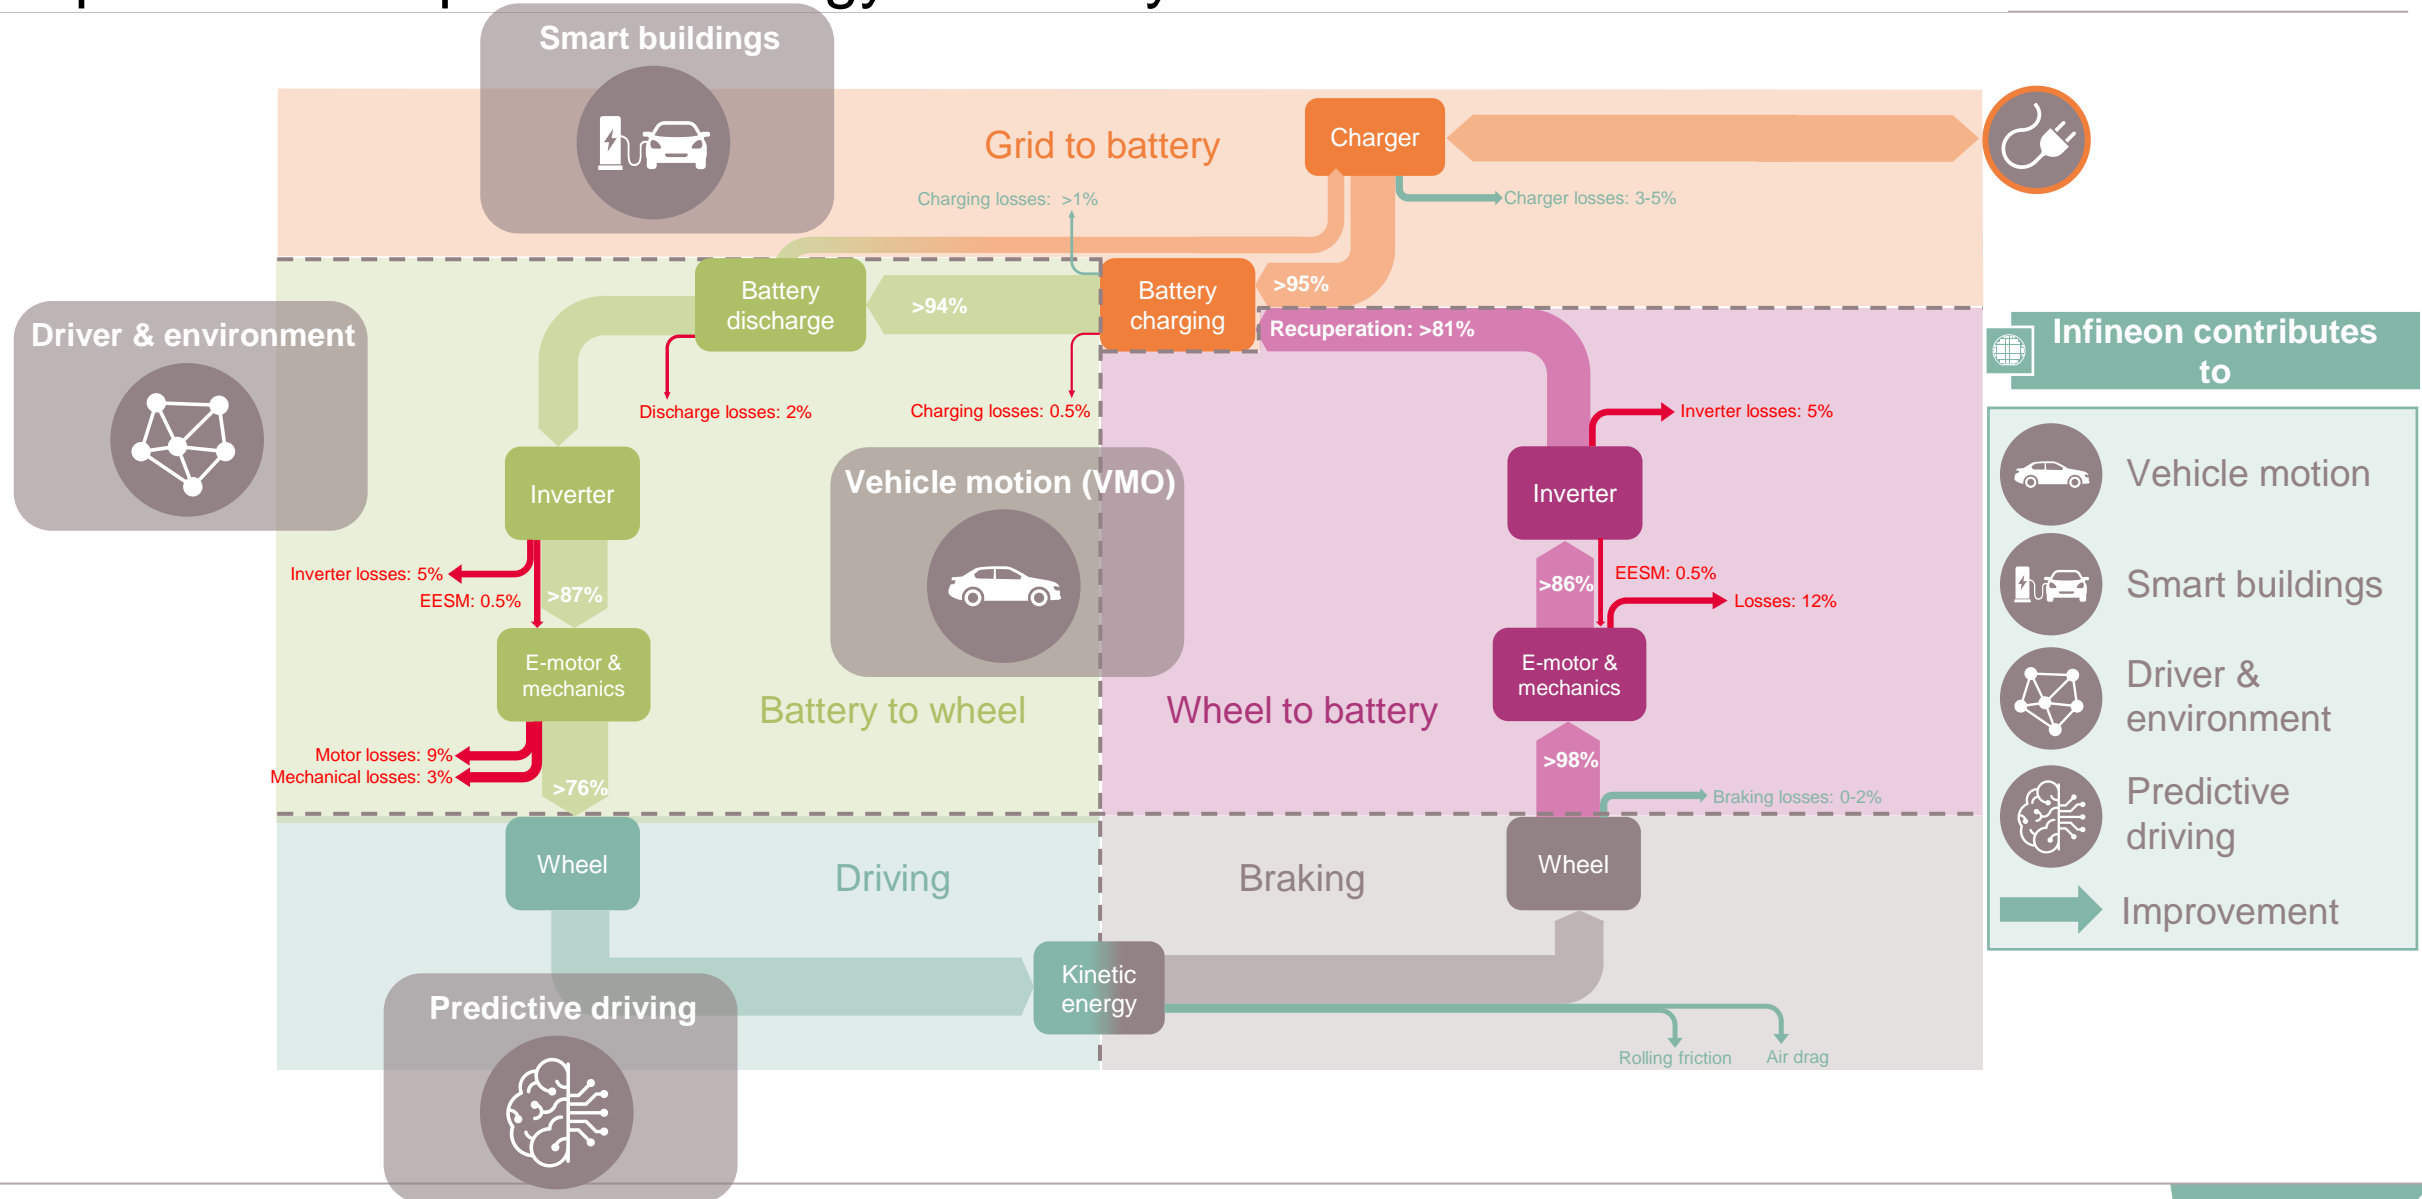 Smart buildings
Grid to battery
Charger
Charging losses: >1%
Charger losses: 3-5%
Battery
discharge
>94%
Battery
charging
>95%
Recuperation: >81%
Driver & environment
Discharge losses: 2%
Charging losses: 0.5%
Inverter losses: 5%
Vehicle motion (VMO)
Inverter
Inverter
Inverter losses: 5%
EESM: 0.5%
>87%
>86%
EESM: 0.5%
Losses: 12%
E-motor &
mechanics
E-motor &
mechanics
Battery to wheel
Wheel to battery
Motor losses: 9%
Mechanical losses: 3%
>76%
>98%
Braking losses: 0-2%
Wheel
Driving
Braking
Wheel
Kinetic
energy
Predictive driving
Rolling friction
Air drag
Infineon contributes
to
Vehicle motion
Smart buildings
Driver &
environment
Predictive
driving
Improvement